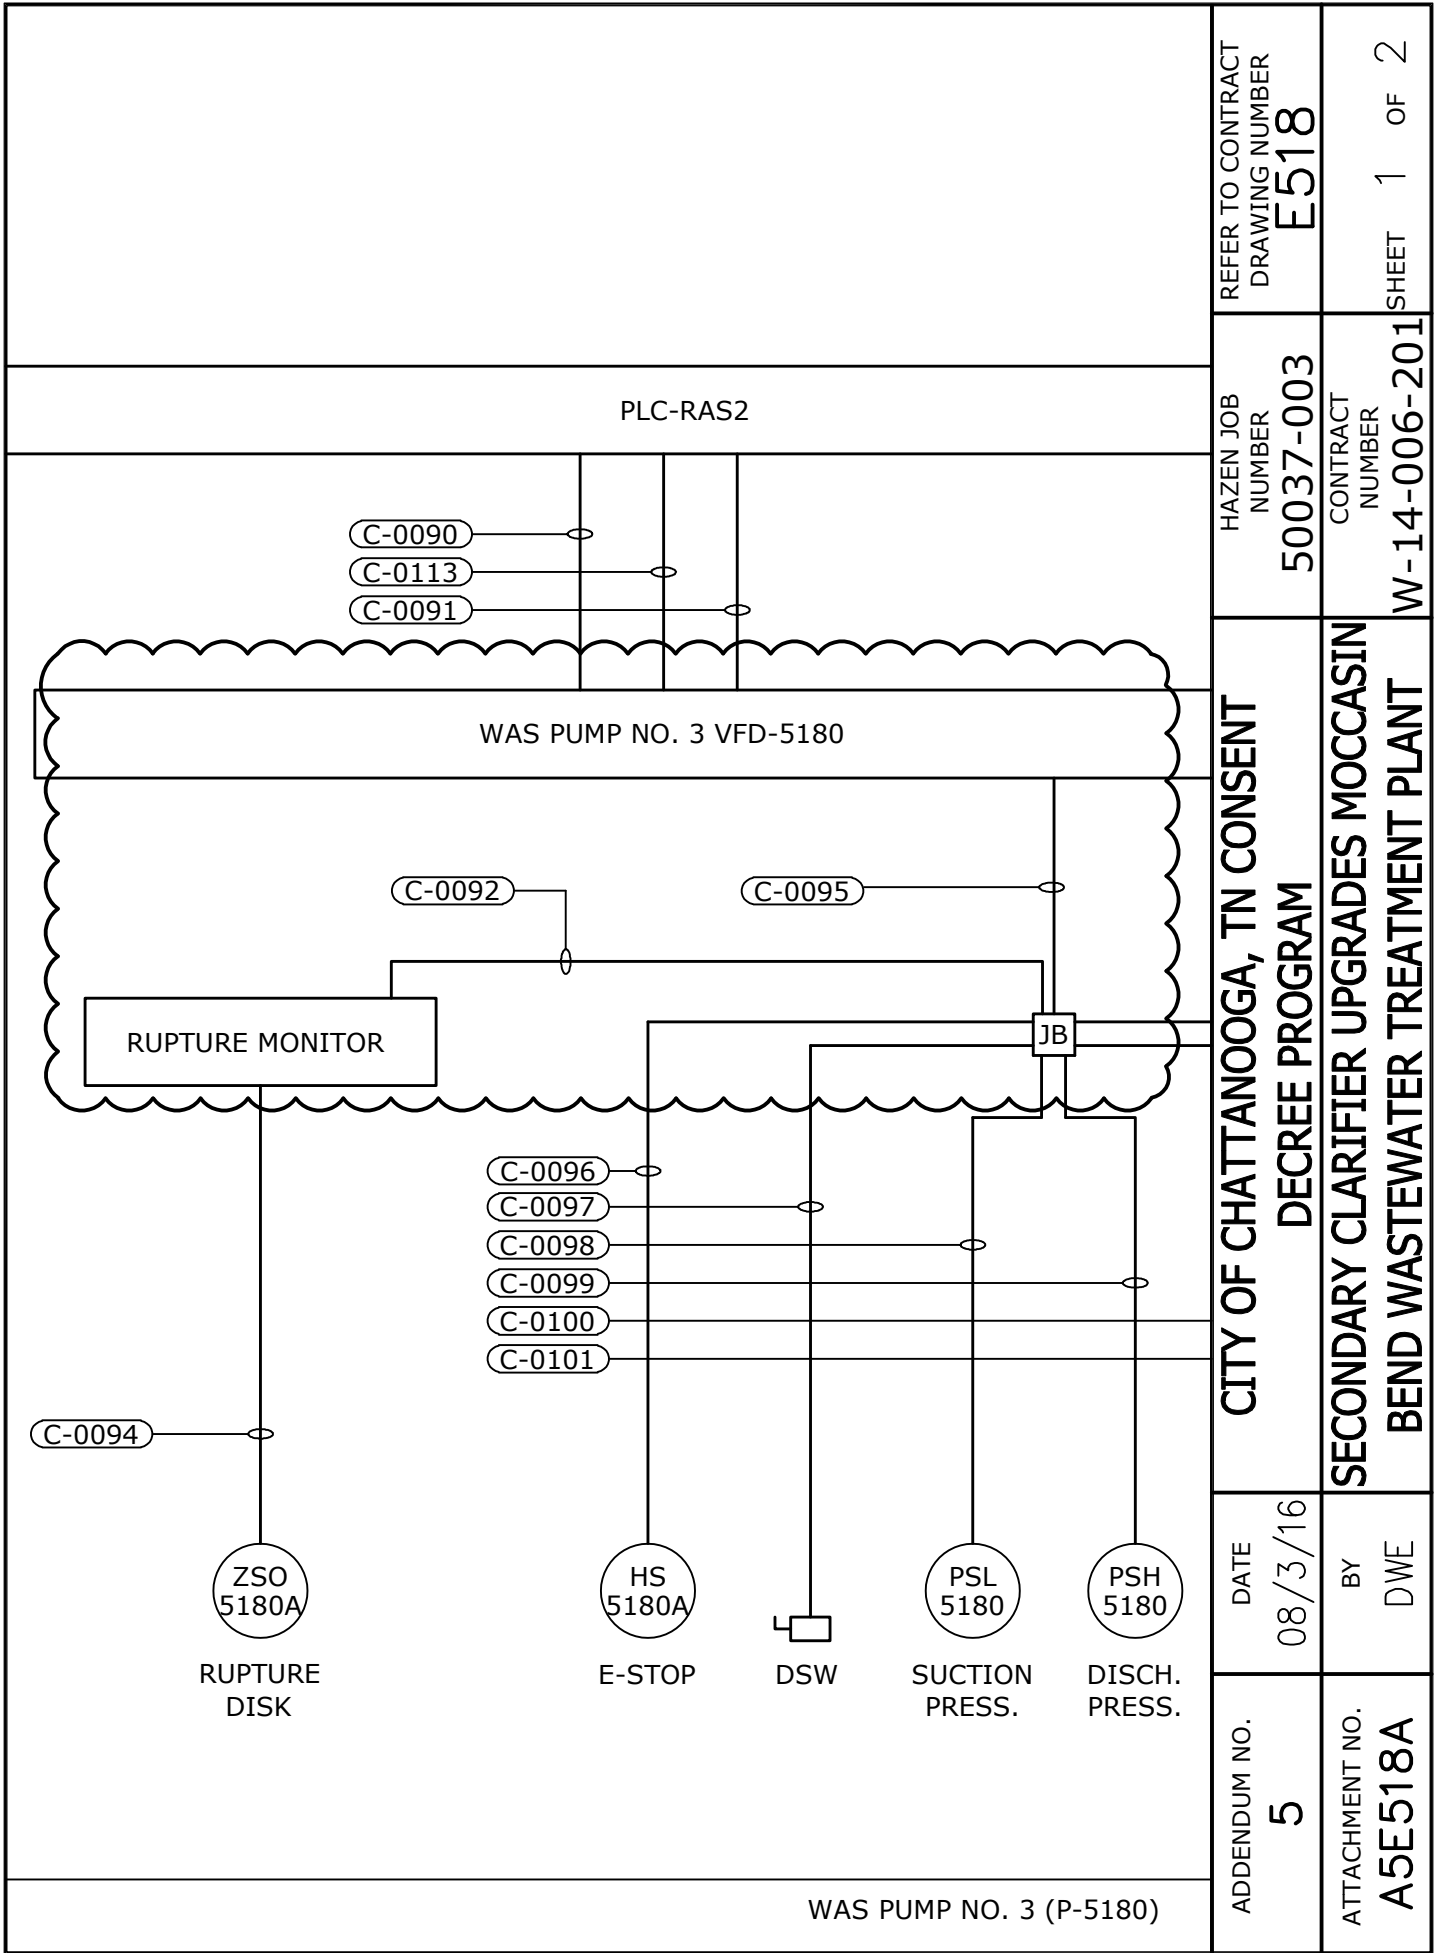 PLC-RAS2
C-0090
C-0113
C-0091
WAS PUMP NO. 3 VFD-5180
C-0092
C-0095
RUPTURE MONITOR
JB
C-0096
C-0097
C-0098
C-0099
C-0100
C-0101
C-0094
ZSO
5180A
RUPTURE
DISK
HS
5180A
E-STOP
DSW
PSL
5180
SUCTION
PRESS.
PSH
5180
DISCH.
PRESS.
WAS PUMP NO. 3 (P-5180)
ADDENDUM NO.
5
DATE
08/3/16
CITY OF CHATTANOOGA, TN CONSENT
DECREE PROGRAM
HAZEN JOB
NUMBER
50037-003
REFER TO CONTRACT
DRAWING NUMBER
E518
ATTACHMENT NO.
A5E518A
BY
DWE
SECONDARY CLARIFIER UPGRADES MOCCASIN
BEND WASTEWATER TREATMENT PLANT
CONTRACT
NUMBER
W-14-006-201
SHEET 1 OF 2